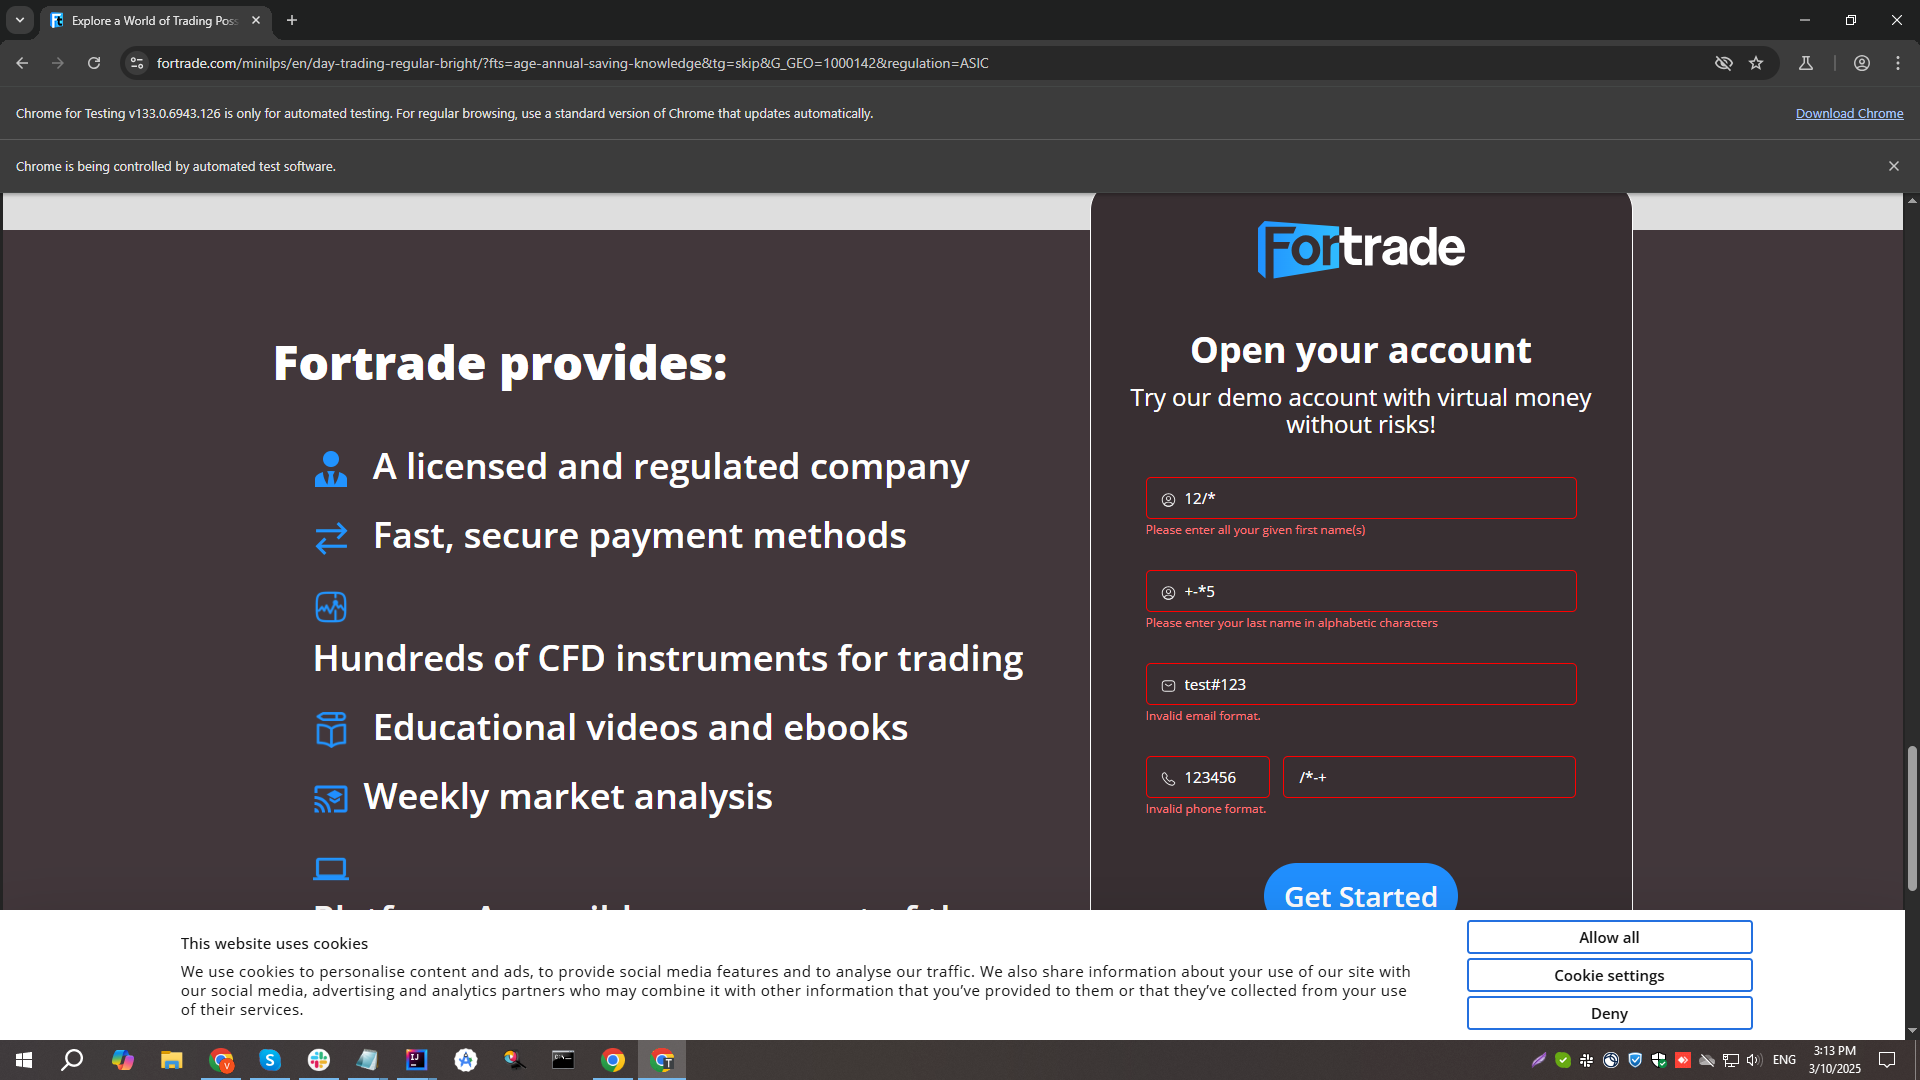 Explore a World of Trading Pos
fortrade.com/minilps/en/day-trading-regular-bright/?fts=age-annual-saving-knowledge&tg=skip&G_GEO=1000142&regulation=ASIC
Chrome for Testing v133.0.6943.126 is only for automated testing. For regular browsing, use a standard version of Chrome that updates automatically.
Download Chrome
Chrome is being controlled by automated test software.
Fortrade
Fortrade provides:
A licensed and regulated company
Fast, secure payment methods
Hundreds of CFD instruments for trading
Educational videos and ebooks
Weekly market analysis
Open your account
Try our demo account with virtual money
without risks!
12/*
Please enter all your given first name(s)
+-*5
Please enter your last name in alphabetic characters
test#123
Invalid email format.
123456
/*-+
Invalid phone format.
Get Started
This website uses cookies
We use cookies to personalise content and ads, to provide social media features and to analyse our traffic. We also share information about your use of our site with
our social media, advertising and analytics partners who may combine it with other information that you've provided to them or that they've collected from your use
of their services.
Allow all
Cookie settings
Deny
ENG
3:13 PM
3/10/2025